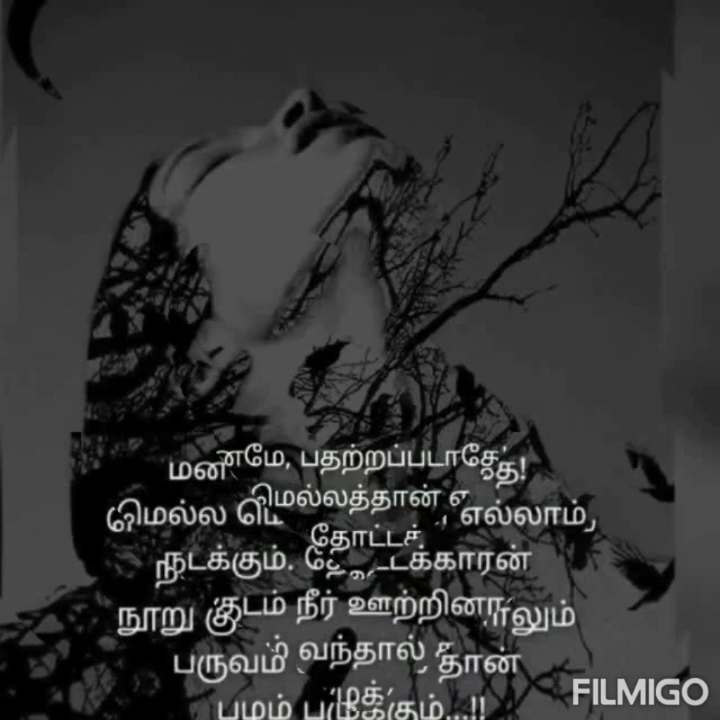 மனமே, பதற்றப்படாதே!
மெல்ல மெல்லத்தான் எல்லாம்
நடக்கும். தோட்டக்காரன்
நூறு குடம் நீர் ஊற்றினாலும்
பருவம் வந்தால் தான்
பழம் பழுக்கும்...!!
FILMIGO